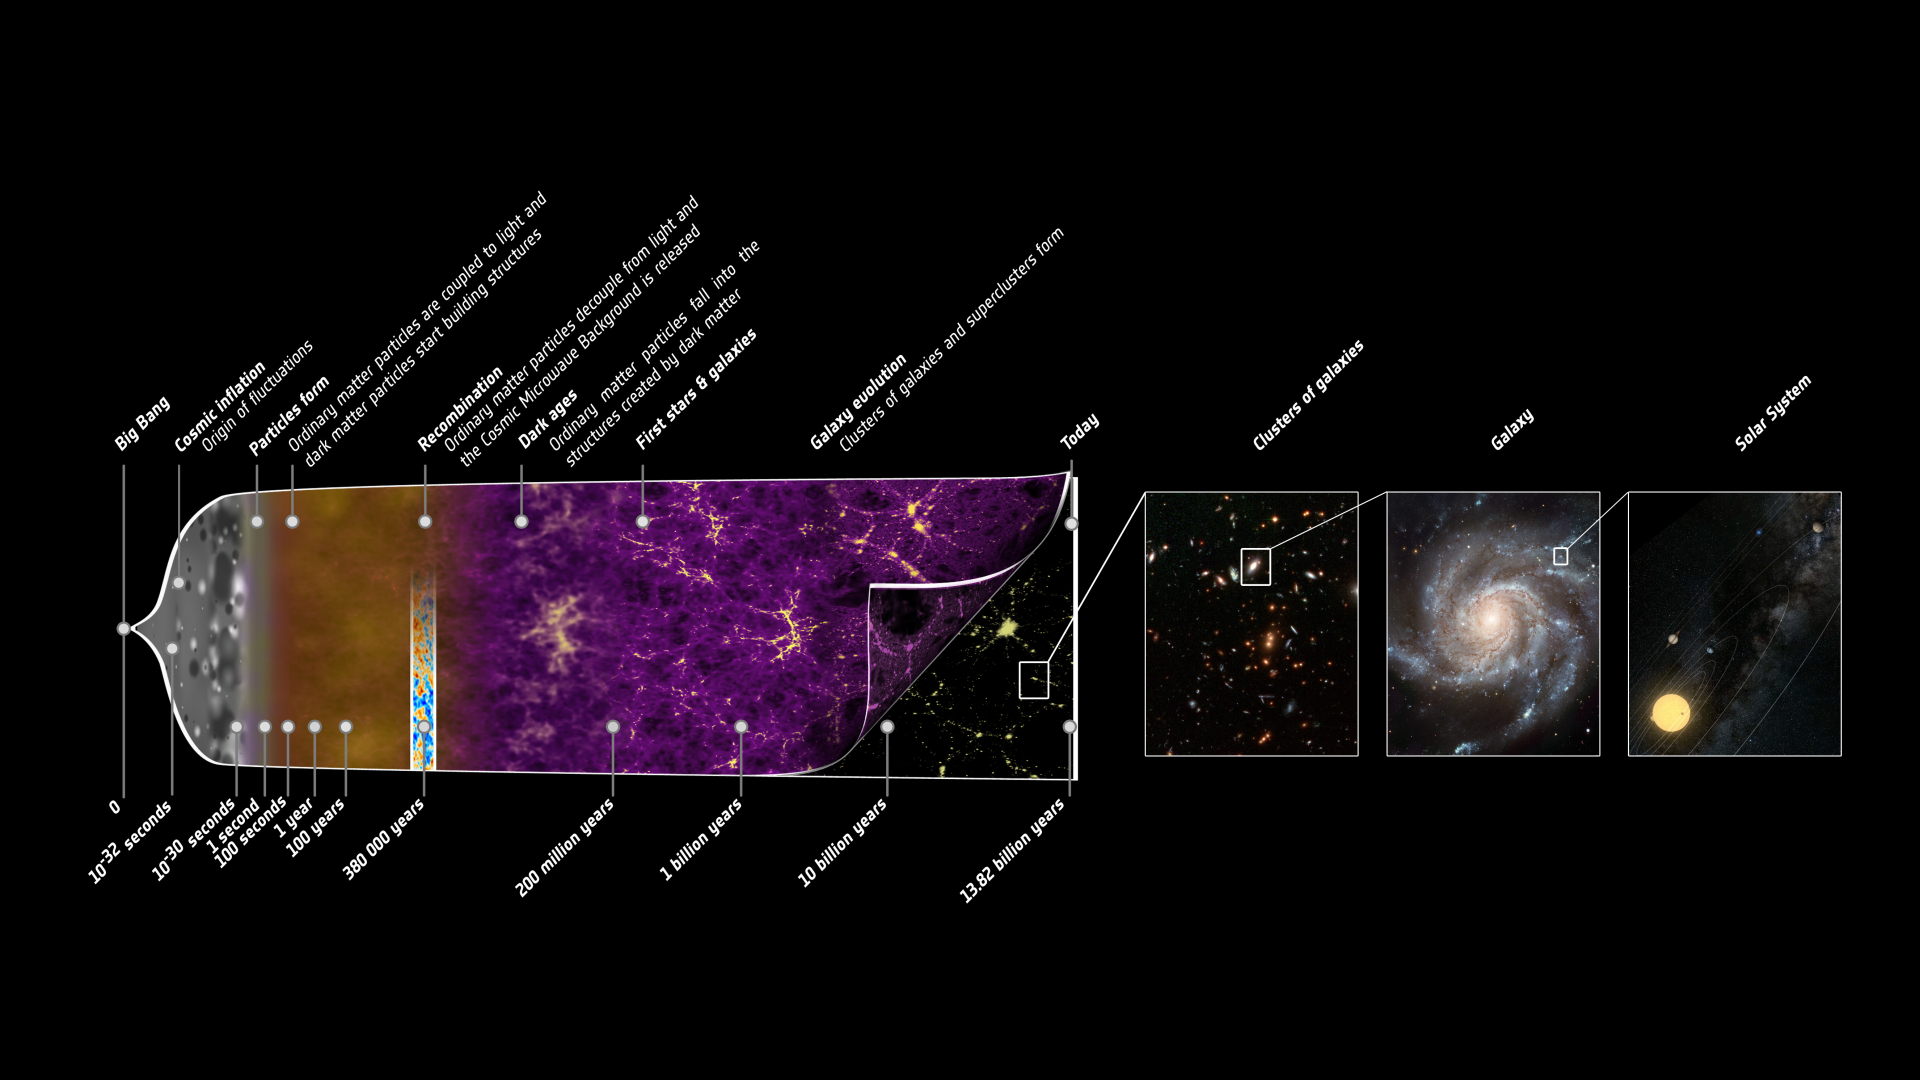 Big Bang
Cosmic inflation
Origin of fluctuations
Particles form
Ordinary matter particles are coupled to light and
dark matter particles start building structures
Recombination
Ordinary matter particles decouple from light and
the Cosmic Microwave Background is released
Dark ages
Ordinary matter particles fall into the
structures created by dark matter
First stars & galaxies
Galaxy evolution
Clusters of galaxies and superclusters form
Today
Clusters of galaxies
Galaxy
Solar System
0
10-32 seconds
10-30 seconds
1 second
100 seconds
1 year
100 years
380 000 years
200 million years
1 billion years
10 billion years
13.82 billion years